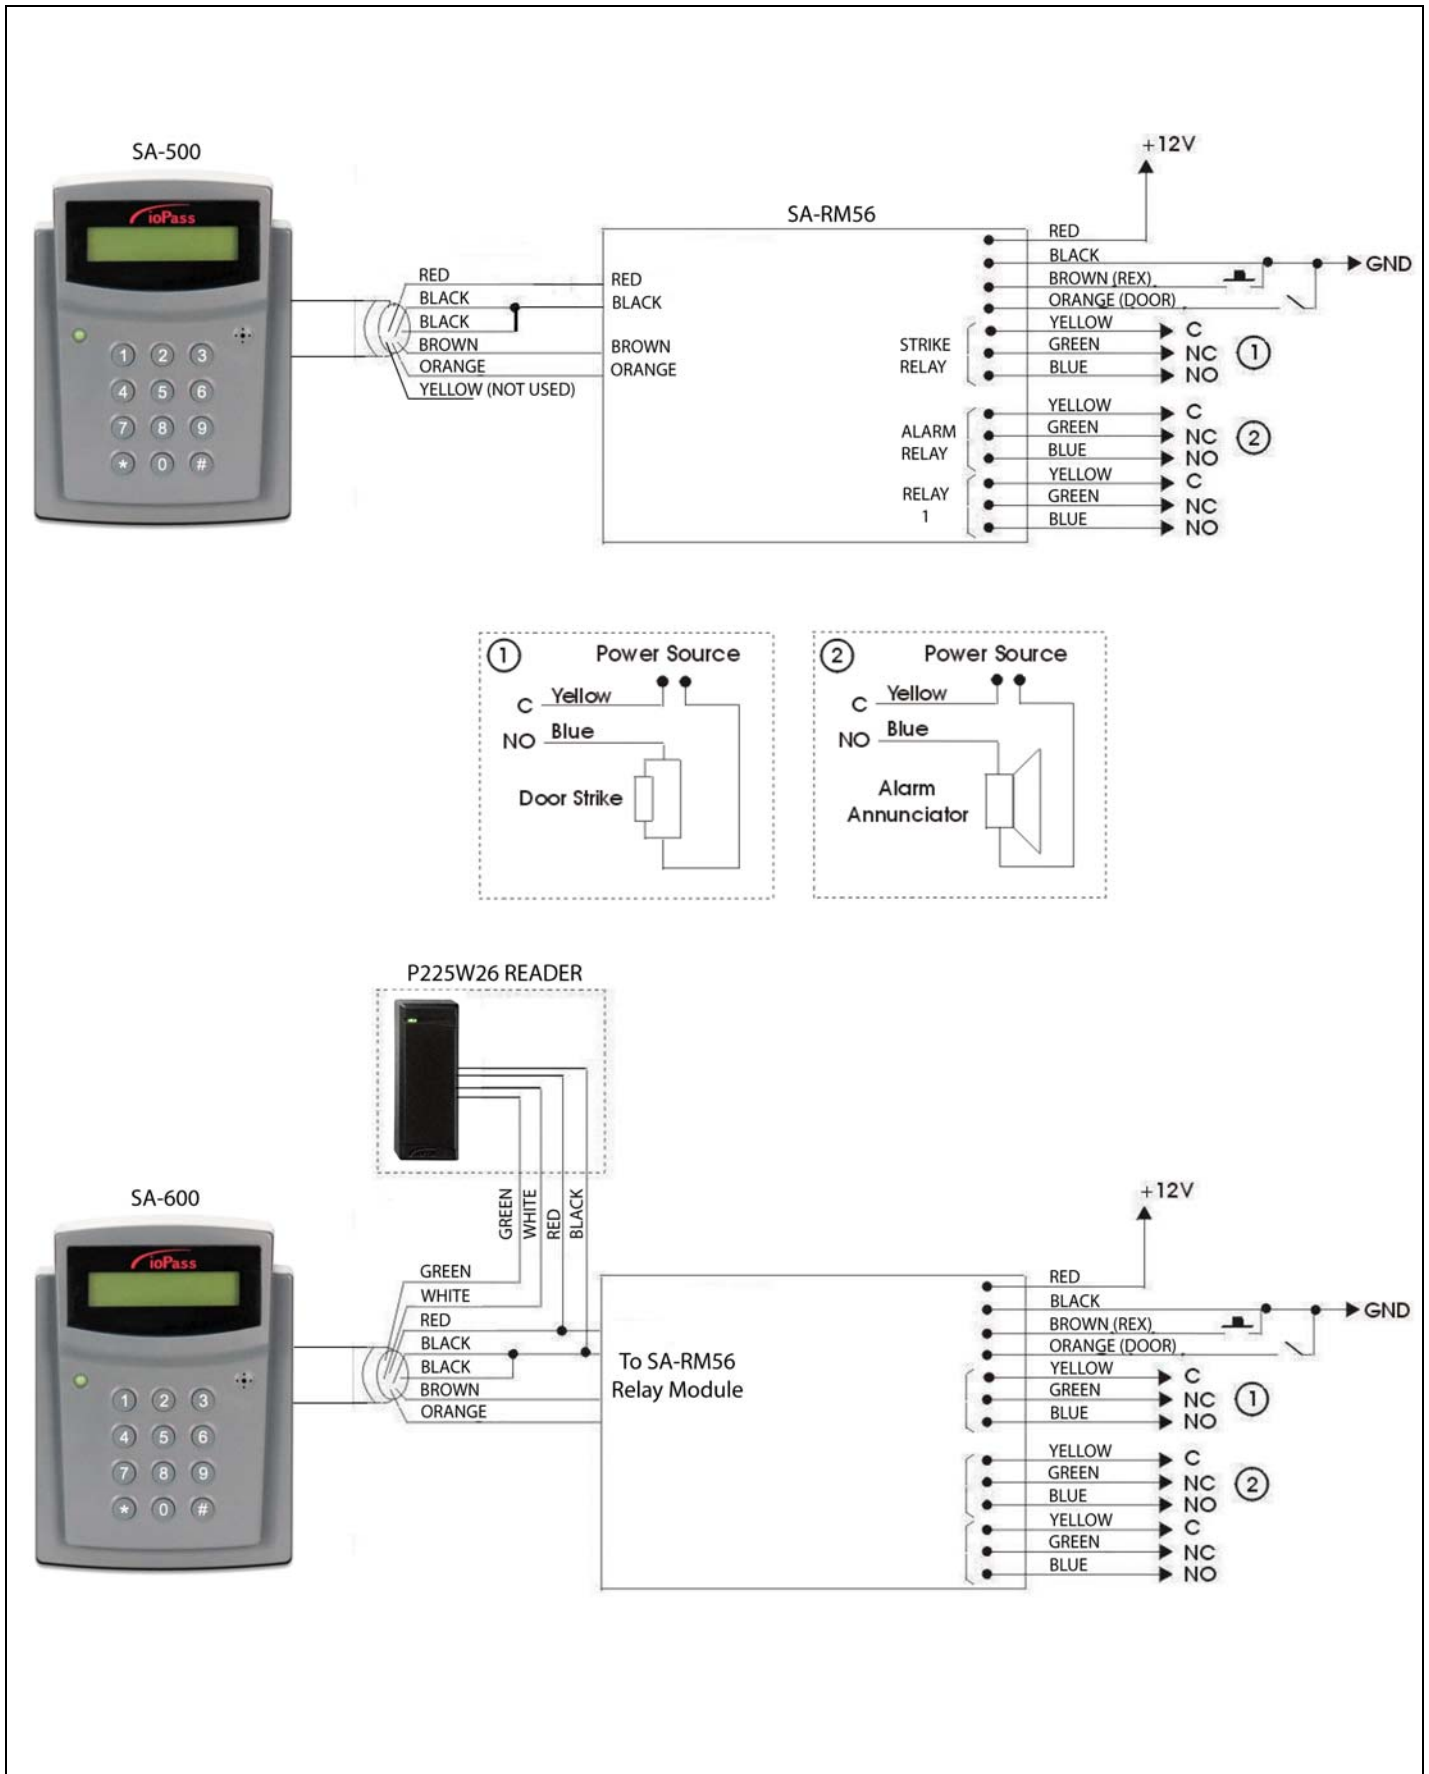 SA-500
ioPass
1 2 3
4 5 6
7 8 9
* 0 #
RED
BLACK
BLACK
BROWN
ORANGE
YELLOW (NOT USED)
SA-RM56
RED
BLACK
BROWN
ORANGE
STRIKE
RELAY
ALARM
RELAY
RELAY
1
+12V
RED
BLACK
GND
BROWN (REX)
ORANGE (DOOR)
YELLOW C
GREEN NC 1
BLUE NO
YELLOW C
GREEN NC 2
BLUE NO
YELLOW C
GREEN NC
BLUE NO
1 Power Source
C Yellow
NO Blue
Door Strike
2 Power Source
C Yellow
NO Blue
Alarm
Annunciator
P225W26 READER
GREEN
WHITE
RED
BLACK
SA-600
ioPass
1 2 3
4 5 6
7 8 9
* 0 #
GREEN
WHITE
RED
BLACK
BLACK
BROWN
ORANGE
To SA-RM56
Relay Module
+12V
RED
BLACK
GND
BROWN (REX)
ORANGE (DOOR)
YELLOW C
GREEN NC 1
BLUE NO
YELLOW C
GREEN NC 2
BLUE NO
YELLOW C
GREEN NC
BLUE NO